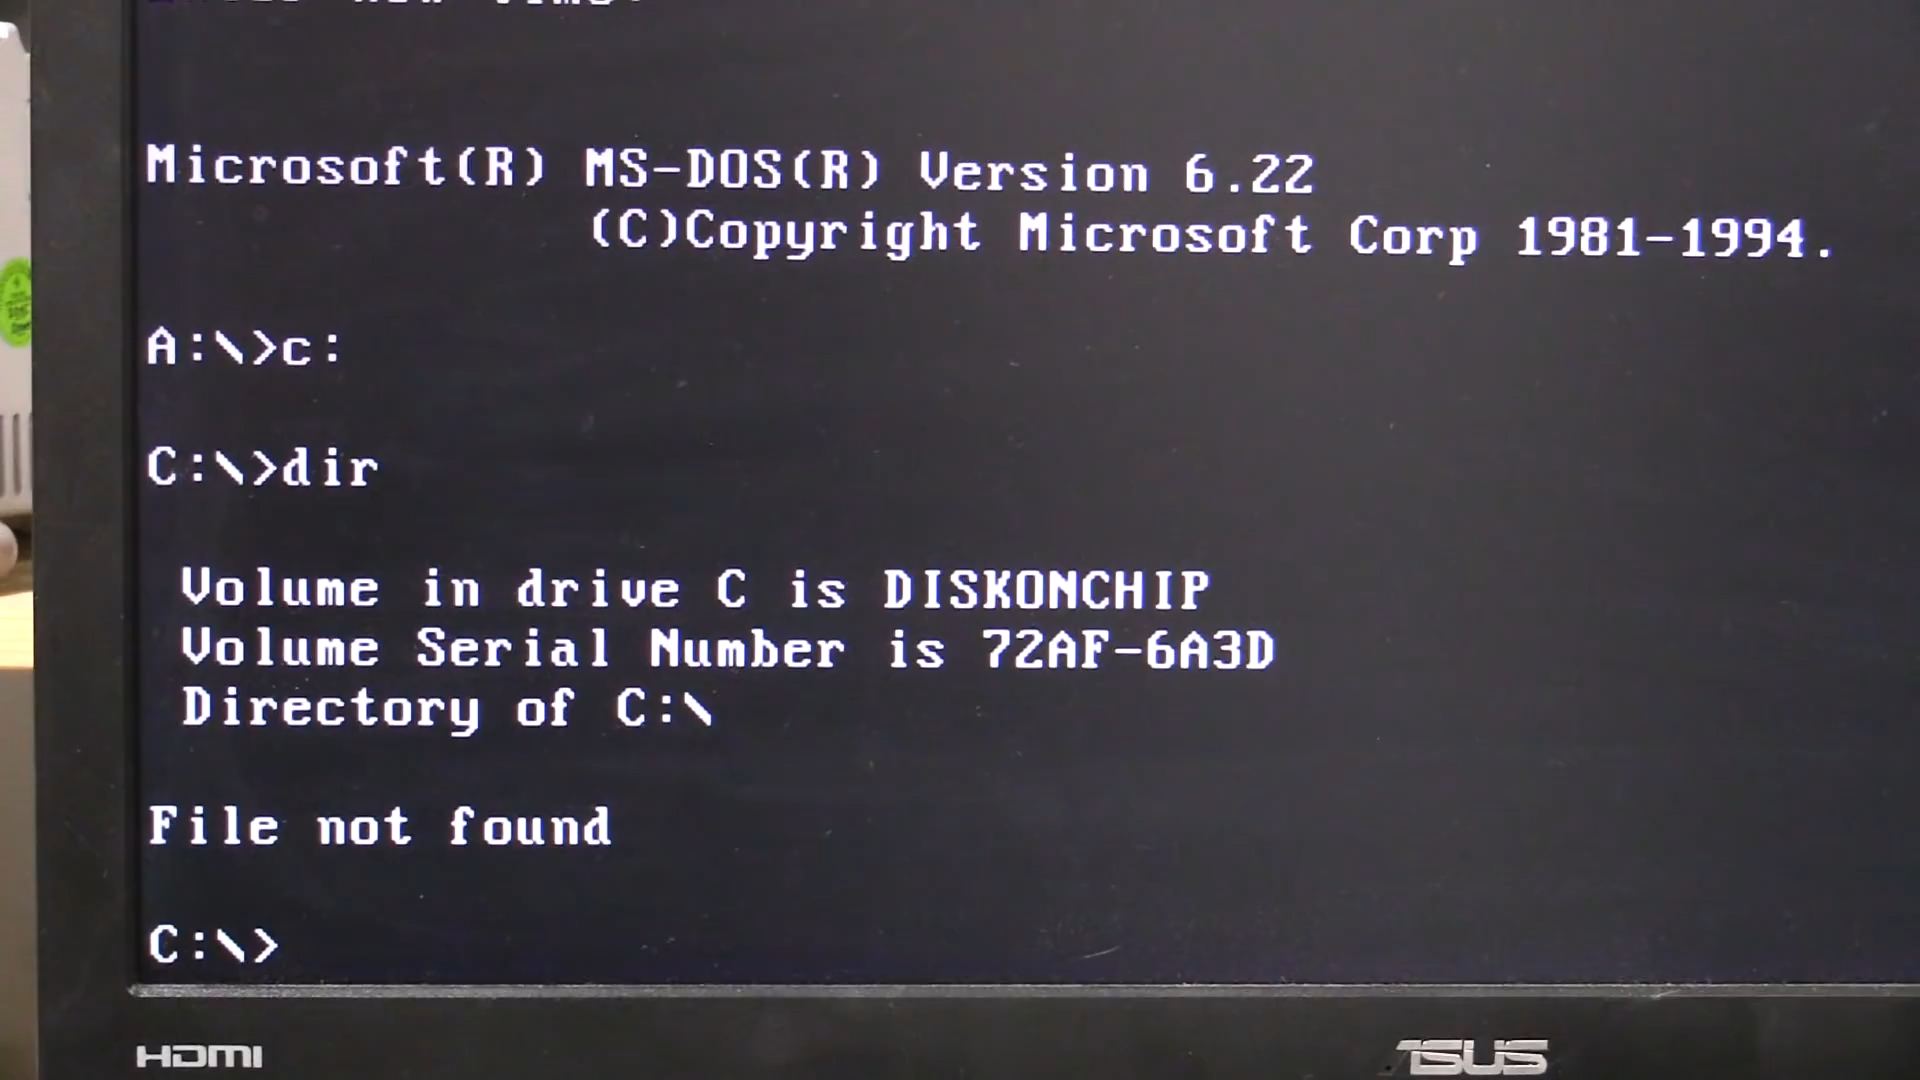 Microsoft(R) MS-DOS(R) Version 6.22
(C)Copyright Microsoft Corp 1981-1994.
A:\>c:
C:\>dir
Volume in drive C is DISKONCHIP
Volume Serial Number is 72AF-6A3D
Directory of C:\
File not found
C:\>
HDMI
ASUS